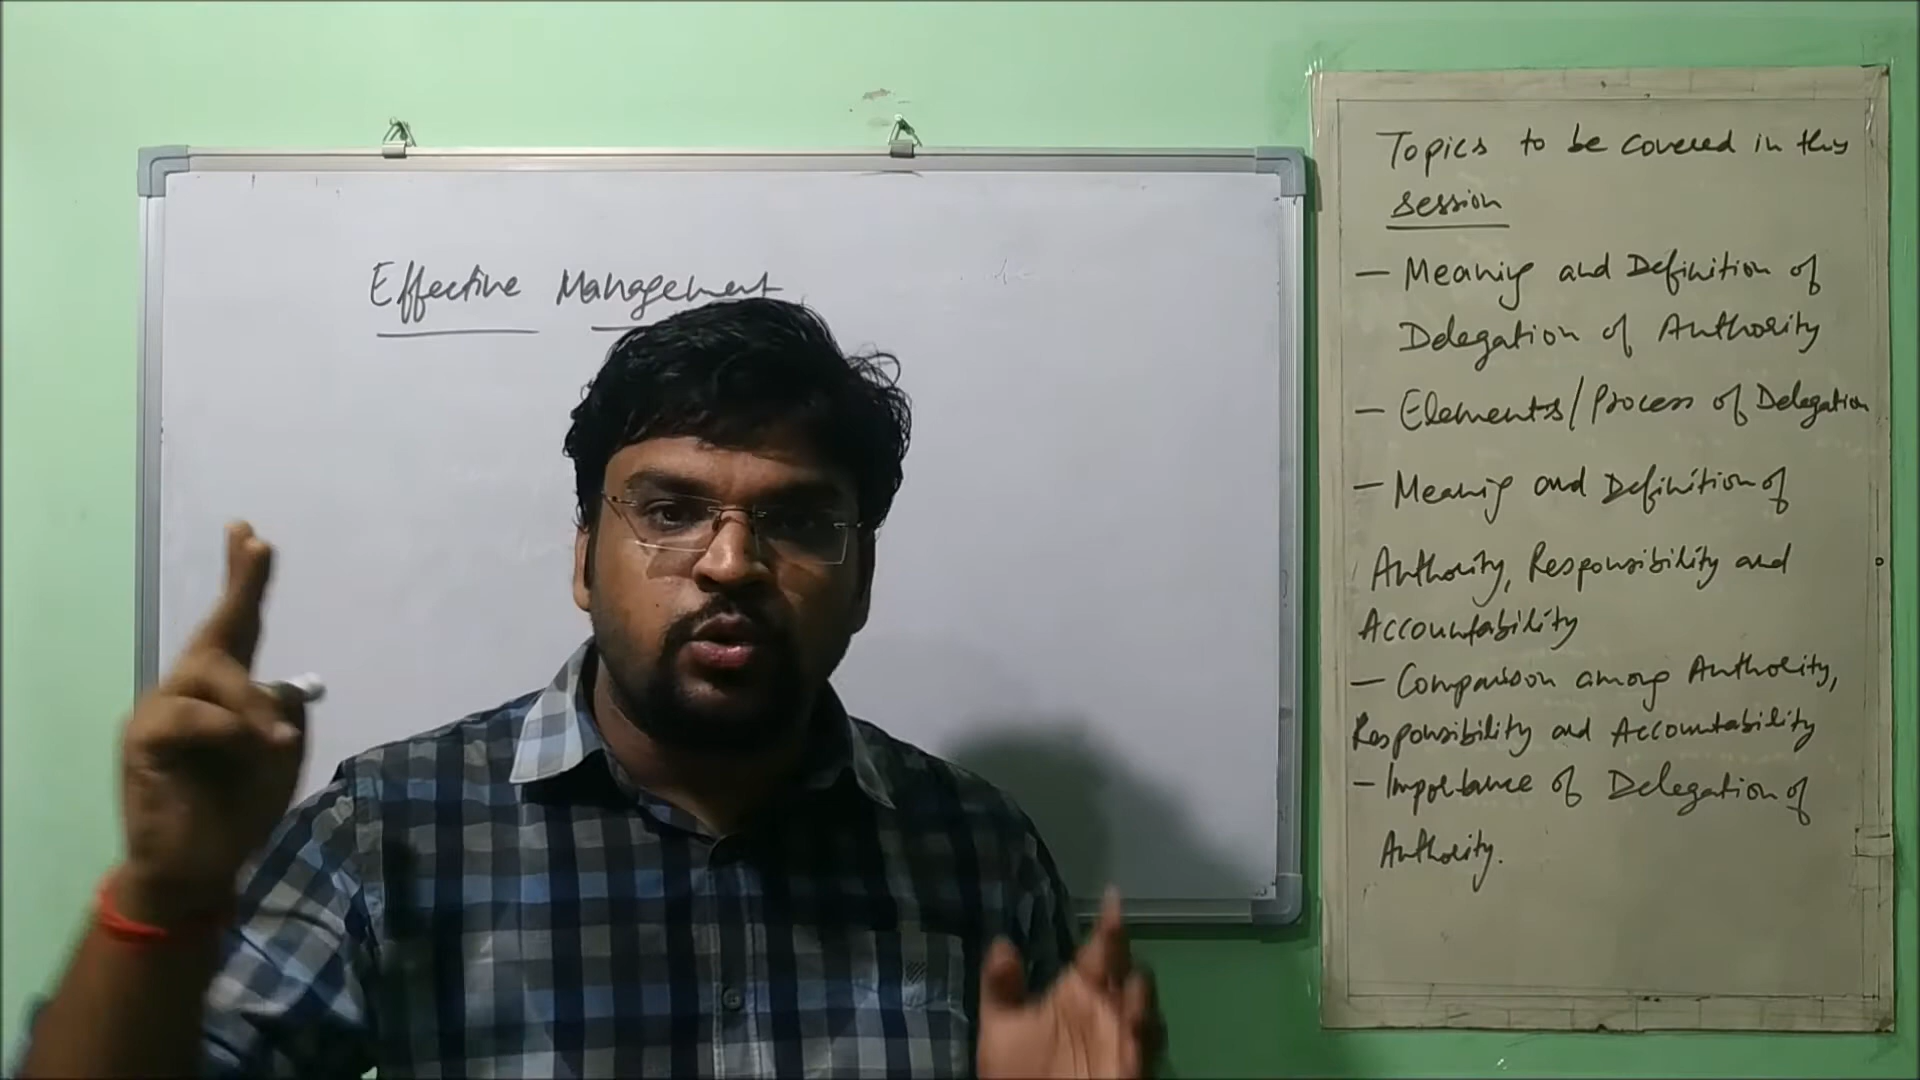 Effective Management
Topics to be covered in this
session
- Meaning and Definition of
Delegation of Authority
- Elements/Process of Delegation
- Meaning and Definition of
Authority, Responsibility and
Accountability
- Comparison among Authority,
Responsibility and Accountability
- Importance of Delegation of
Authority.